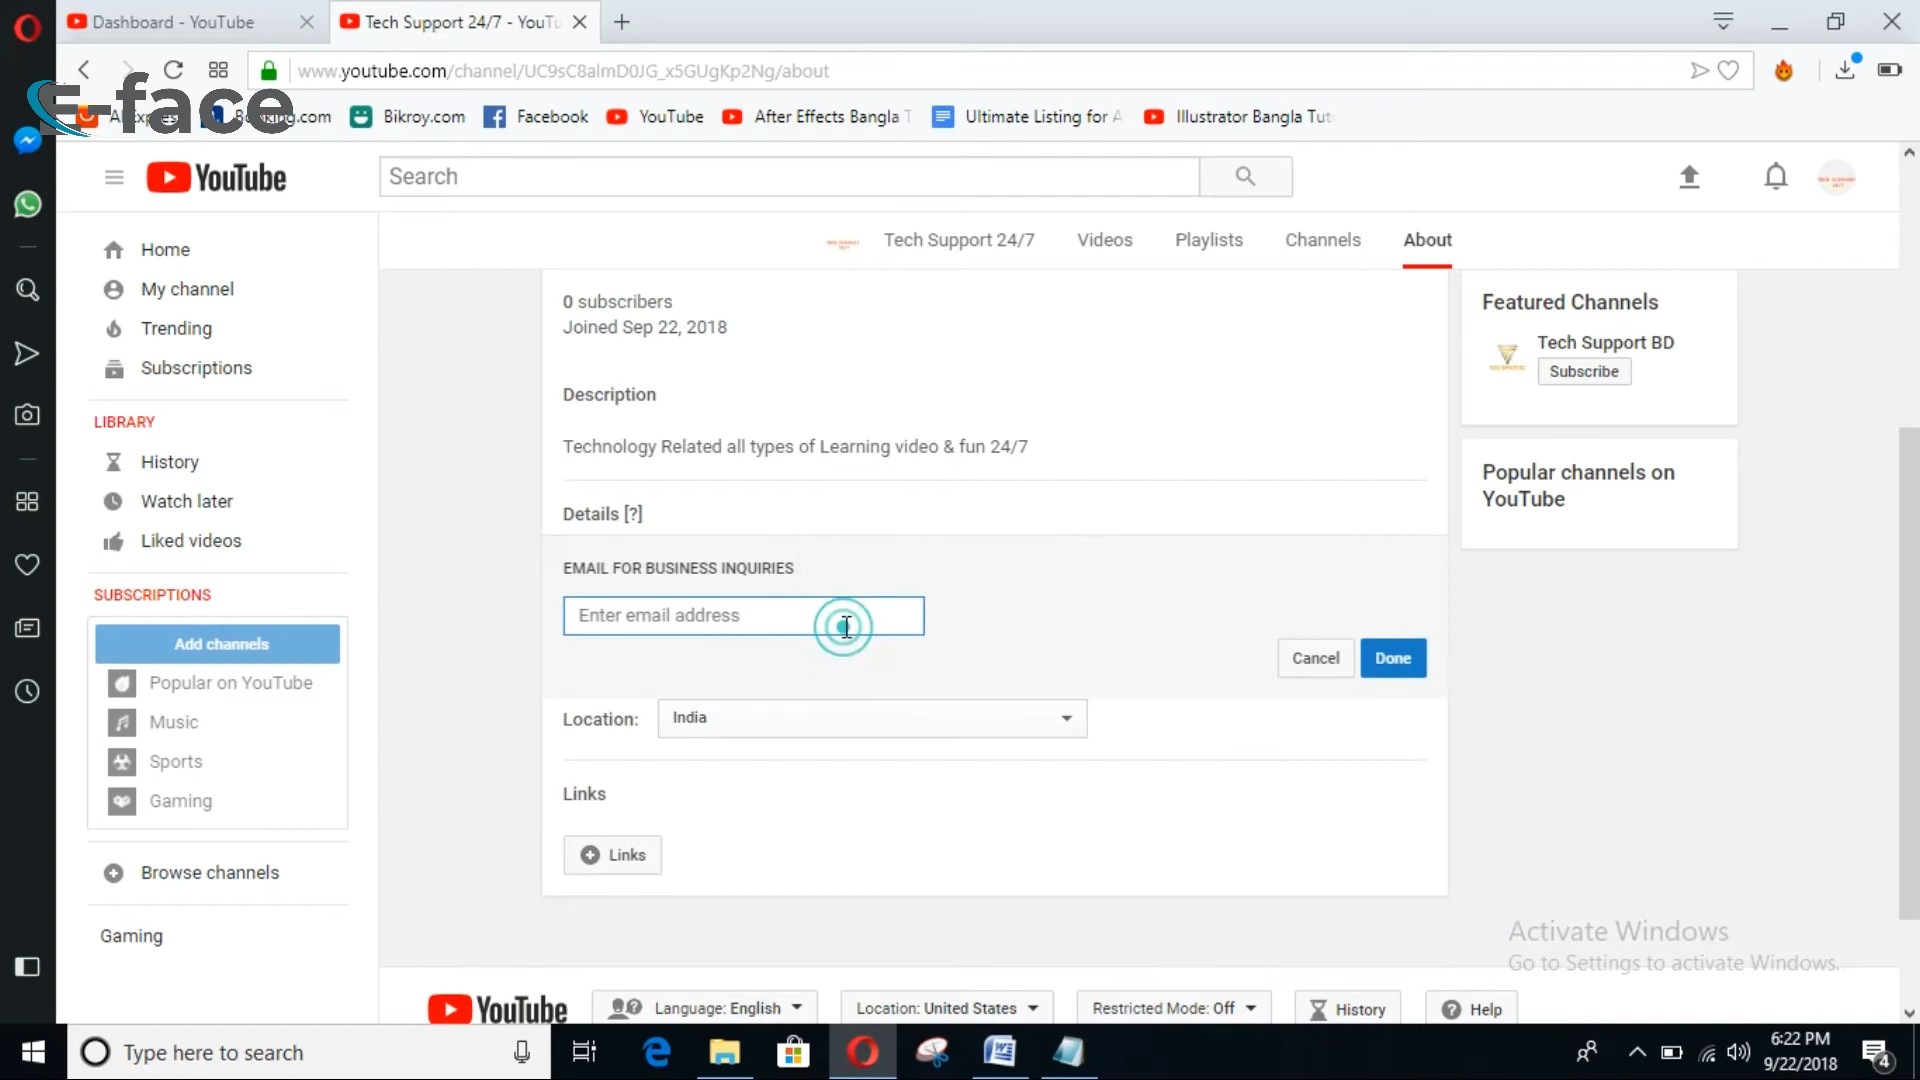 Dashboard - YouTube
Tech Support 24/7 - YouTu
www.youtube.com/channel/UC9sC8almD0JG_x5GUgKp2Ng/about
E-face
Bikroy.com
Facebook
YouTube
After Effects Bangla T
Ultimate Listing for A
Illustrator Bangla Tut
YouTube
Search
Home
My channel
Trending
Subscriptions
LIBRARY
History
Watch later
Liked videos
SUBSCRIPTIONS
Add channels
Popular on YouTube
Music
Sports
Gaming
Browse channels
Gaming
Tech Support 24/7
Videos
Playlists
Channels
About
0 subscribers
Joined Sep 22, 2018
Description
Technology Related all types of Learning video & fun 24/7
Details [?]
EMAIL FOR BUSINESS INQUIRIES
Enter email address
Cancel
Done
Location:
India
Links
Links
Featured Channels
Tech Support BD
Subscribe
Popular channels on
YouTube
Activate Windows
Go to Settings to activate Windows.
YouTube
Language: English
Location: United States
Restricted Mode: Off
History
Help
Type here to search
6:22 PM
9/22/2018
4